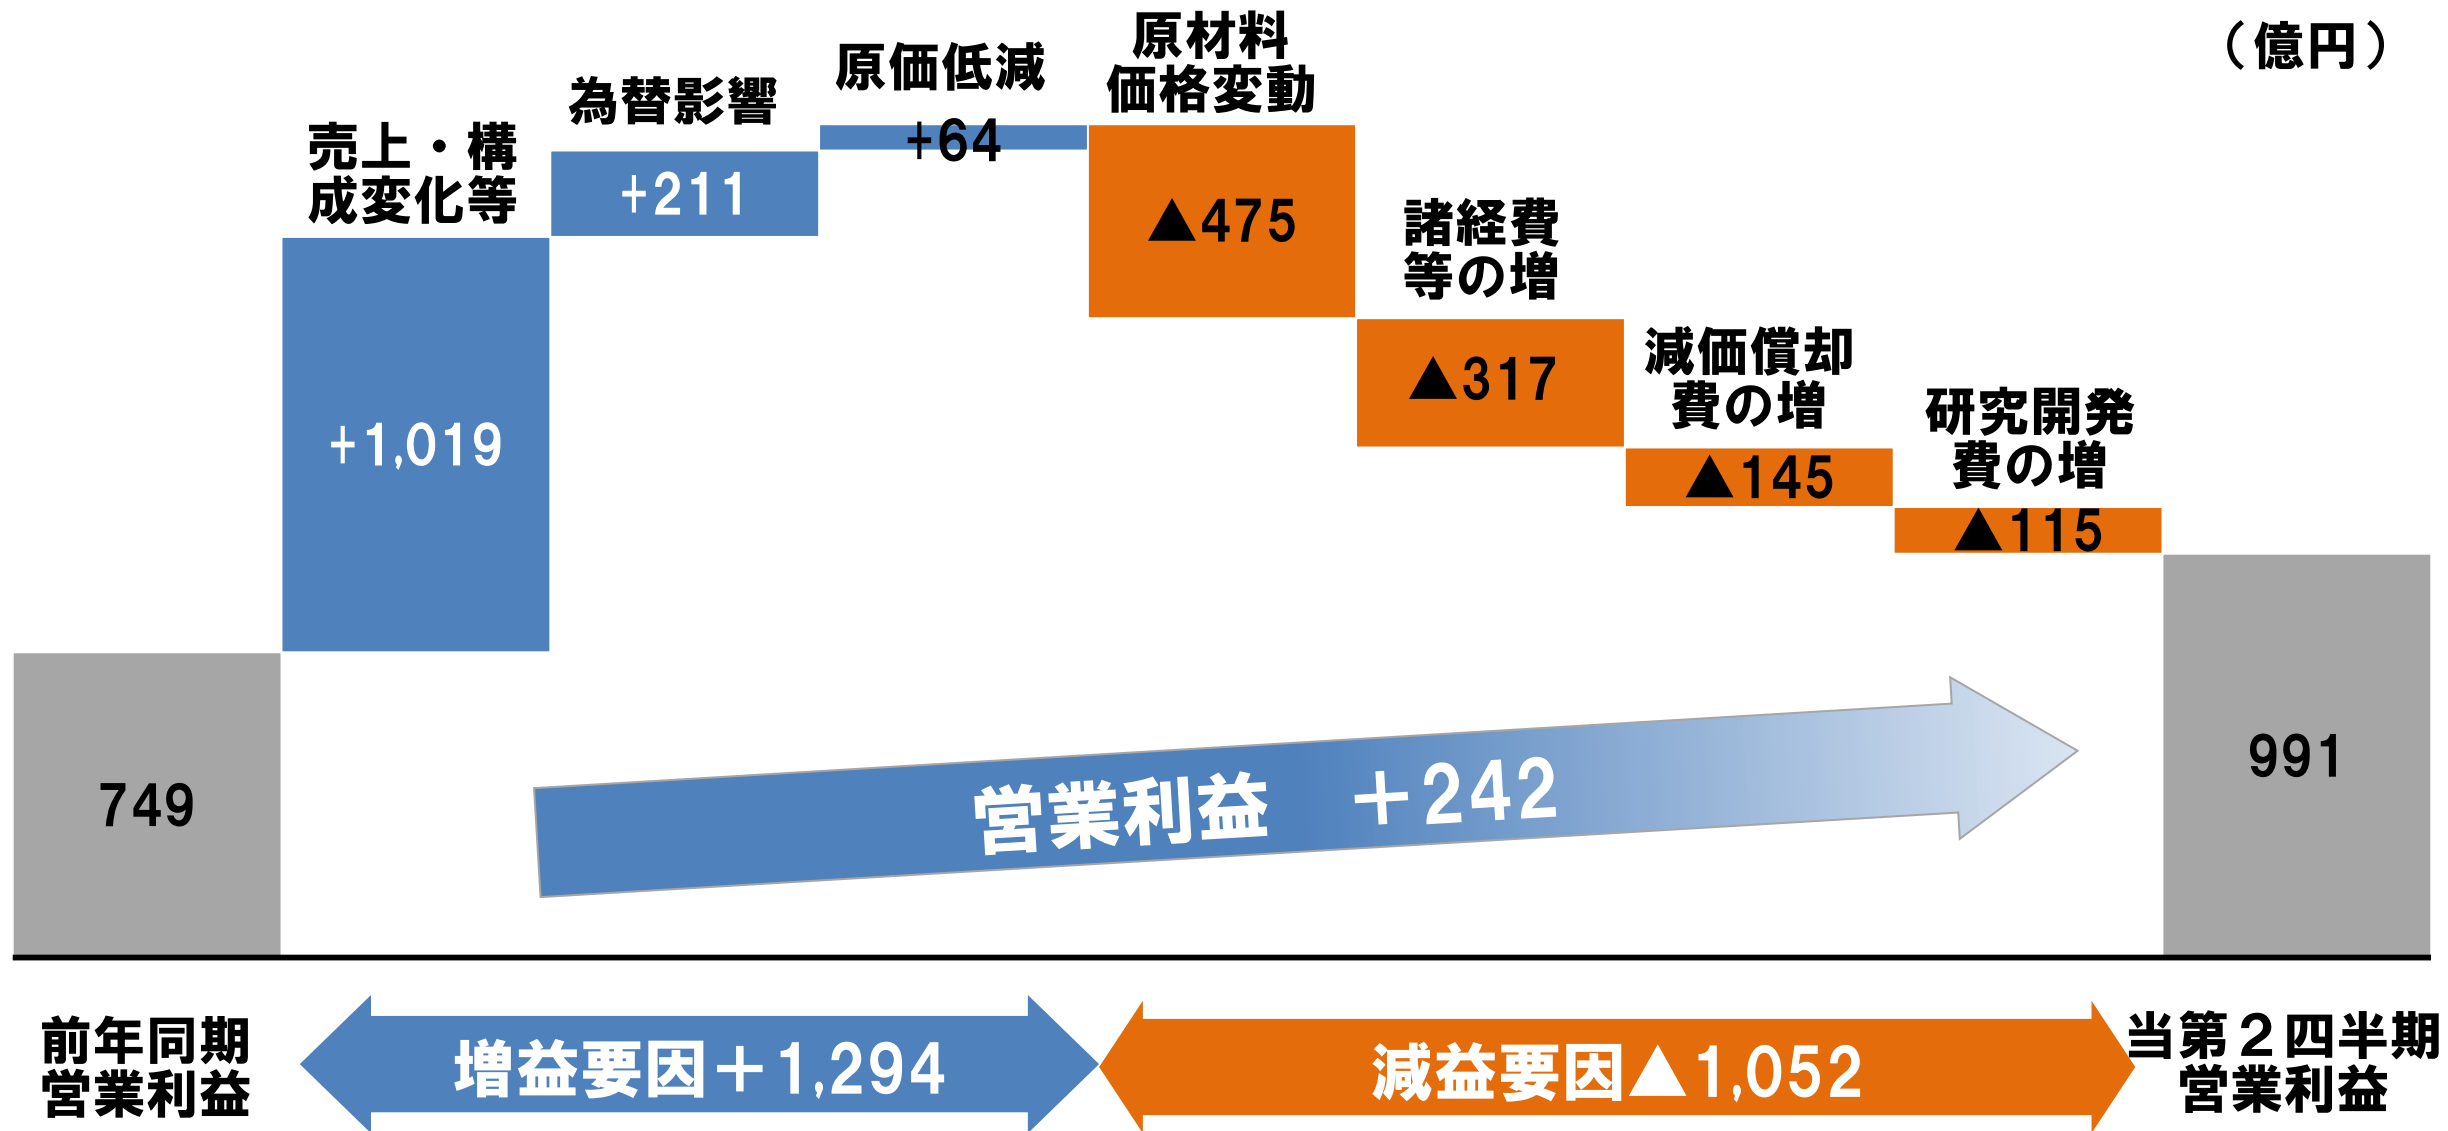 （億円）
売上・構
成変化等
+1,019
為替影響
+211
原価低減
+64
原材料
価格変動
▲475
諸経費
等の増
▲317
減価償却
費の増
▲145
研究開発
費の増
▲115
749
991
営業利益　＋242
前年同期
営業利益
増益要因＋1,294
減益要因▲1,052
当第２四半期
営業利益